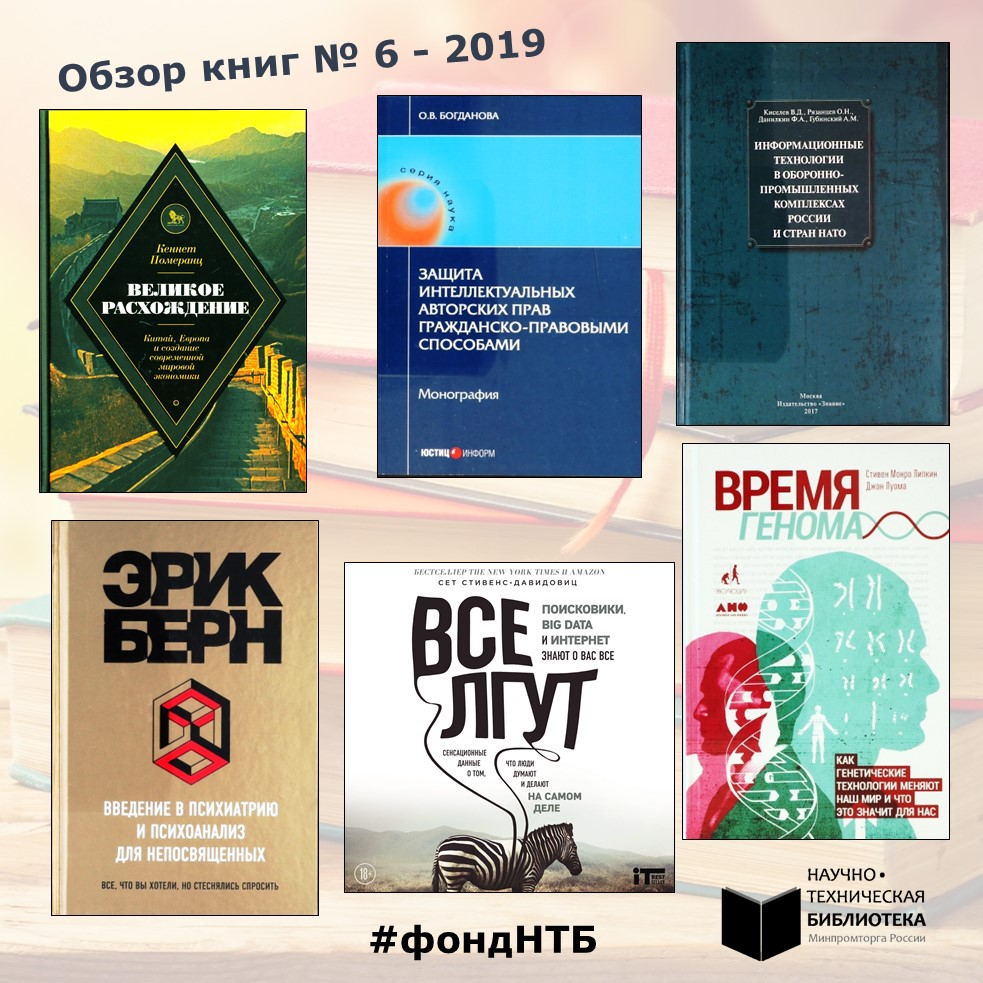 Обзор книг № 6 - 2019
Кеннет
Померанц
ВЕЛИКОЕ
РАСХОЖДЕНИЕ
Китай, Европа
и создание
современной
мировой
экономики
О.В. БОГДАНОВА
серия наука
ЗАЩИТА
ИНТЕЛЛЕКТУАЛЬНЫХ
АВТОРСКИХ ПРАВ
ГРАЖДАНСКО-ПРАВОВЫМИ
СПОСОБАМИ
Монография
ЮСТИЦ ИНФОРМ
Киселев В.Д., Рязанцев О.Н.,
Данилкин Ф.А., Губинский А.М.
ИНФОРМАЦИОННЫЕ
ТЕХНОЛОГИИ
В ОБОРОННО-
ПРОМЫШЛЕННЫХ
КОМПЛЕКСАХ
РОССИИ
И СТРАН НАТО
Москва
Издательство «Знание»
2017
ЭРИК
БЕРН
ВВЕДЕНИЕ В ПСИХИАТРИЮ
И ПСИХОАНАЛИЗ
ДЛЯ НЕПОСВЯЩЕННЫХ
ВСЕ, ЧТО ВЫ ХОТЕЛИ, НО СТЕСНЯЛИСЬ СПРОСИТЬ
БЕСТСЕЛЛЕР THE NEW YORK TIMES И AMAZON
СЕТ СТИВЕНС-ДАВИДОВИЦ
ВСЕ
ЛГУТ
ПОИСКОВИКИ,
BIG DATA
И ИНТЕРНЕТ
ЗНАЮТ О ВАС ВСЕ
СЕНСАЦИОННЫЕ
ДАННЫЕ
О ТОМ,
ЧТО ЛЮДИ
ДУМАЮТ
И ДЕЛАЮТ
НА САМОМ
ДЕЛЕ
18+
iT BEST
Стивен Монро Липкин
Джон Луома
ВРЕМЯ
ГЕНОМА
ЭВОЛЮЦИЯ
КАК
ГЕНЕТИЧЕСКИЕ
ТЕХНОЛОГИИ МЕНЯЮТ
НАШ МИР И ЧТО
ЭТО ЗНАЧИТ ДЛЯ НАС
#фондНТБ
НАУЧНО•
ТЕХНИЧЕСКАЯ
БИБЛИОТЕКА
Минпромторга России